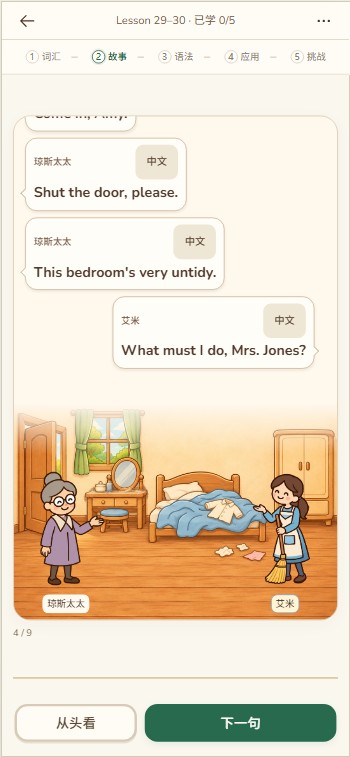 Lesson 29–30 · 已学 0/5
1 词汇 – 2 故事 – 3 语法 – 4 应用 – 5 挑战
Come in, Amy.
琼斯太太 中文
Shut the door, please.
琼斯太太 中文
This bedroom's very untidy.
艾米 中文
What must I do, Mrs. Jones?
琼斯太太 艾米
4 / 9
从头看 下一句